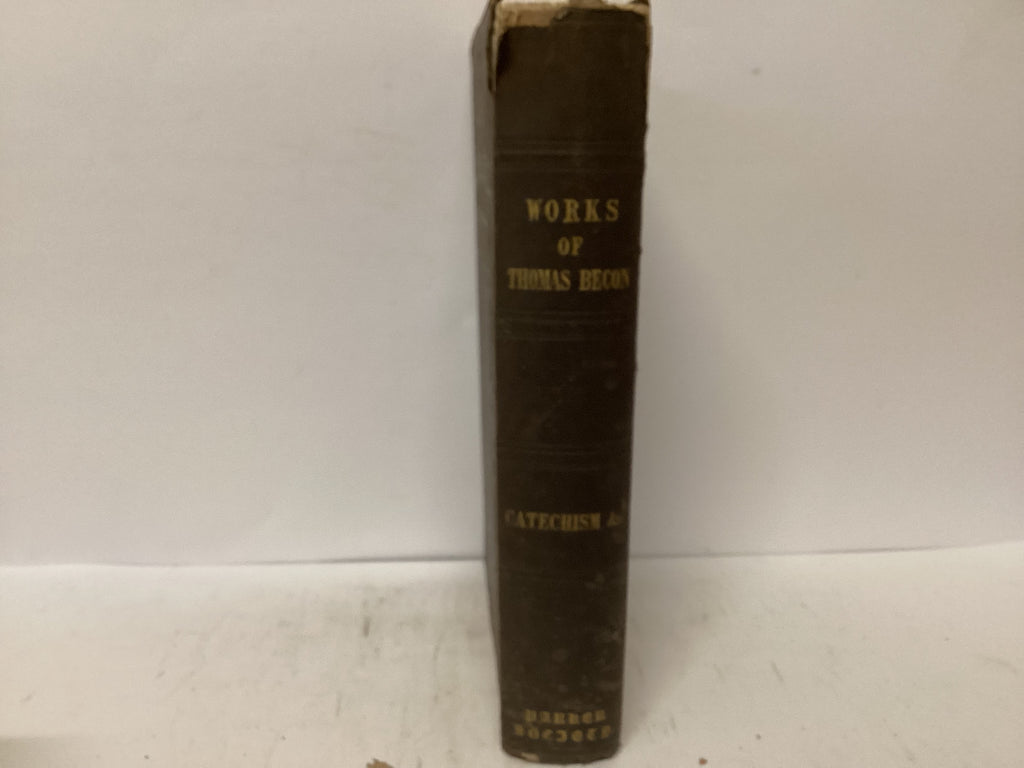 WORKS
OF
THOMAS BECON
CATECHISM &c
PARKER
SOCIETY